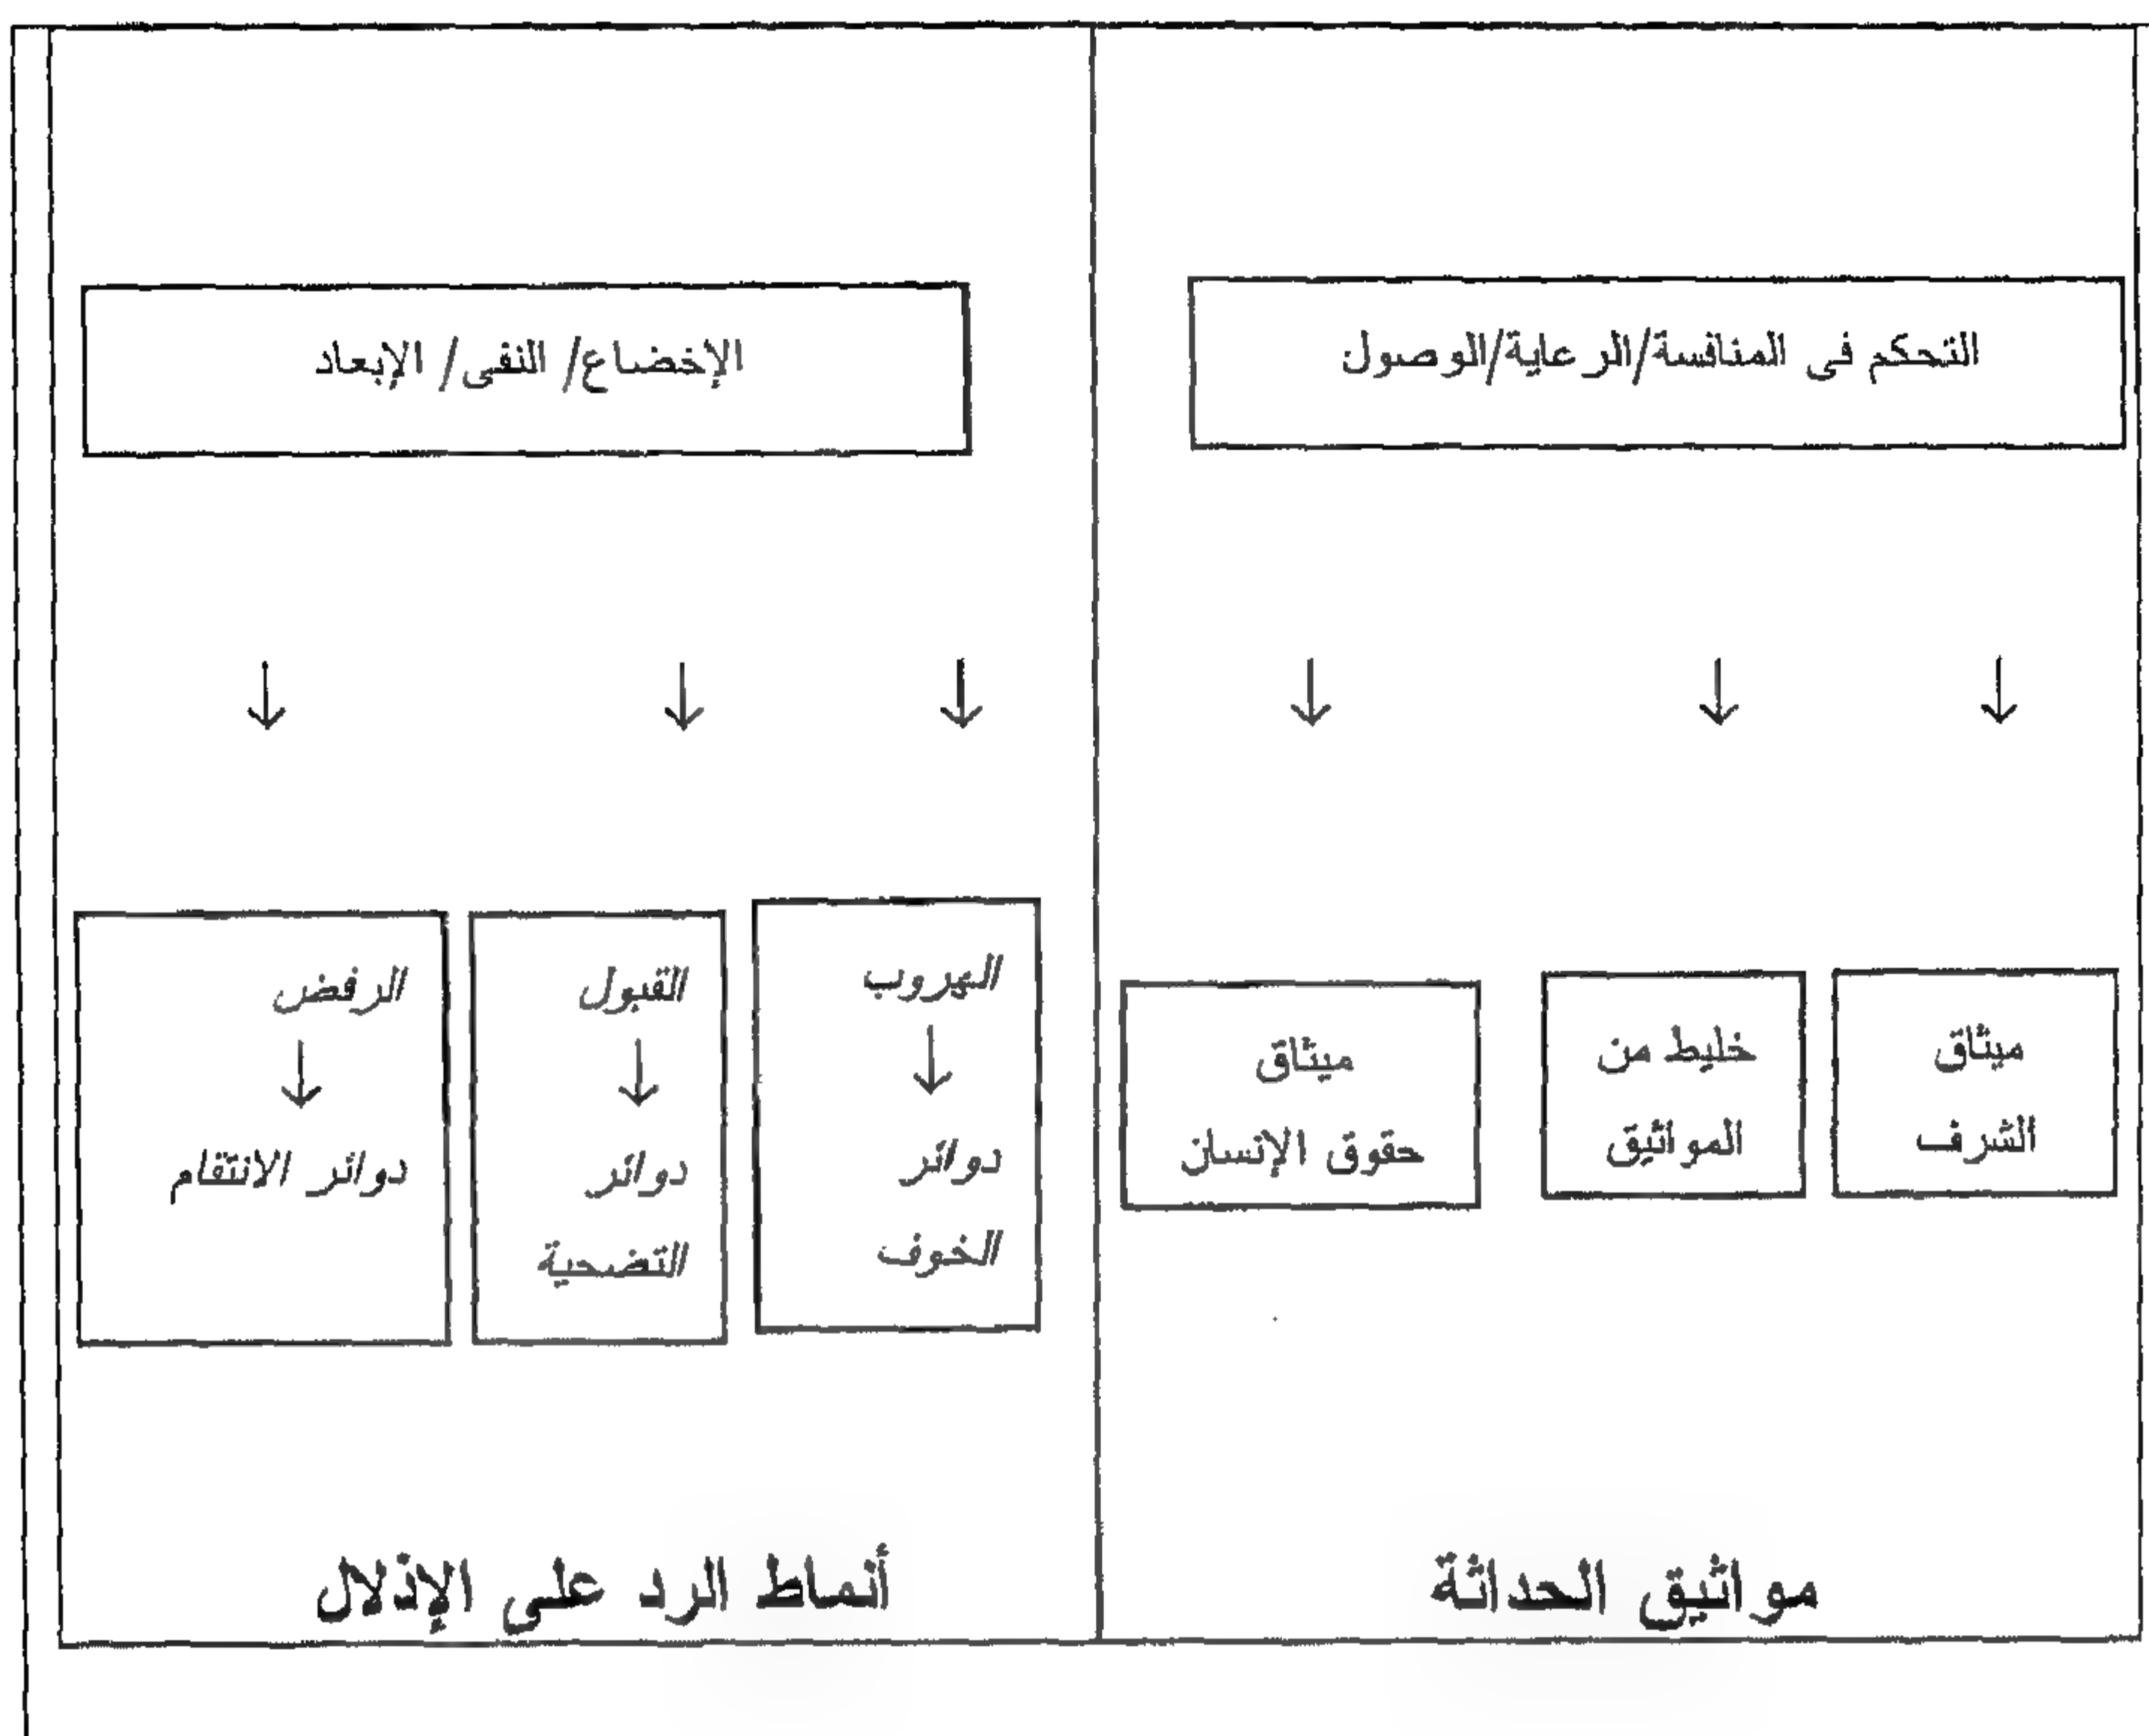 التحكم فى المنافسة/الرعاية/الوصول
ميثاق
الشرف
خليط من
المواثيق
ميثاق
حقوق الإنسان
مواثيق الحداثة
الإخضاع/ النفى/ الإبعاد
الهروب
↓
دوائر
الخوف
القبول
↓
دوائر
التضحية
الرفض
↓
دوائر الانتقام
أنماط الرد على الإذلال